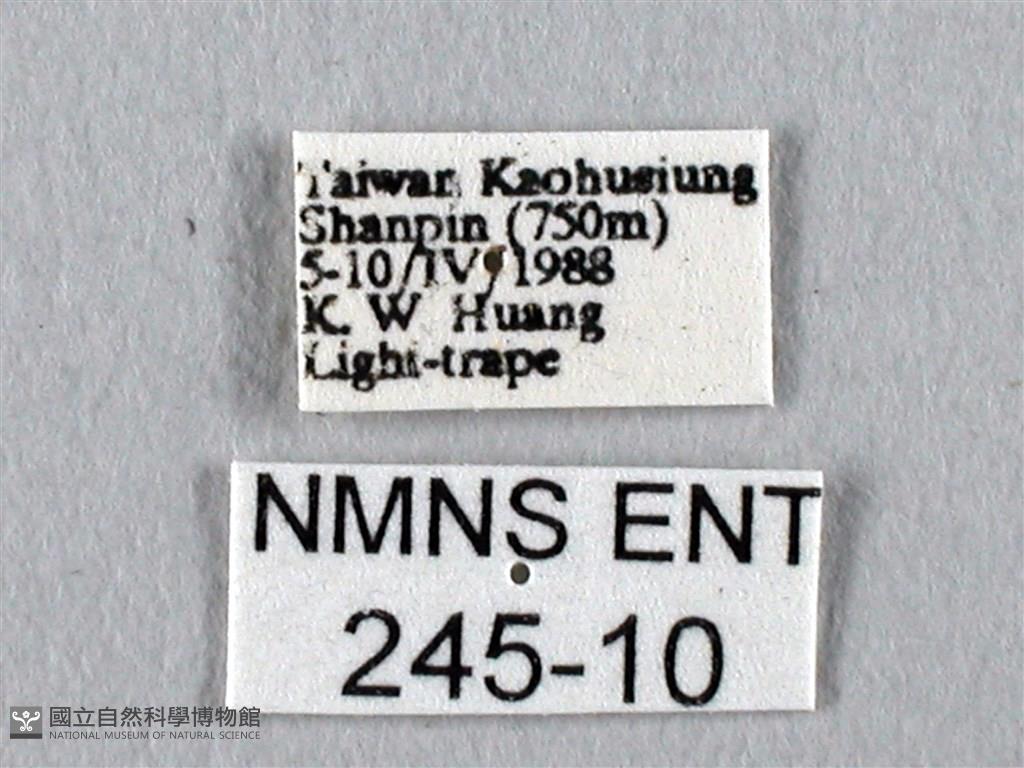 Taiwan Kaohusiung
Shanpin (750m)
5-10/IV/1988
K. W Huang
Light-trape
NMNS ENT
245-10
國立自然科學博物館
NATIONAL MUSEUM OF NATURAL SCIENCE